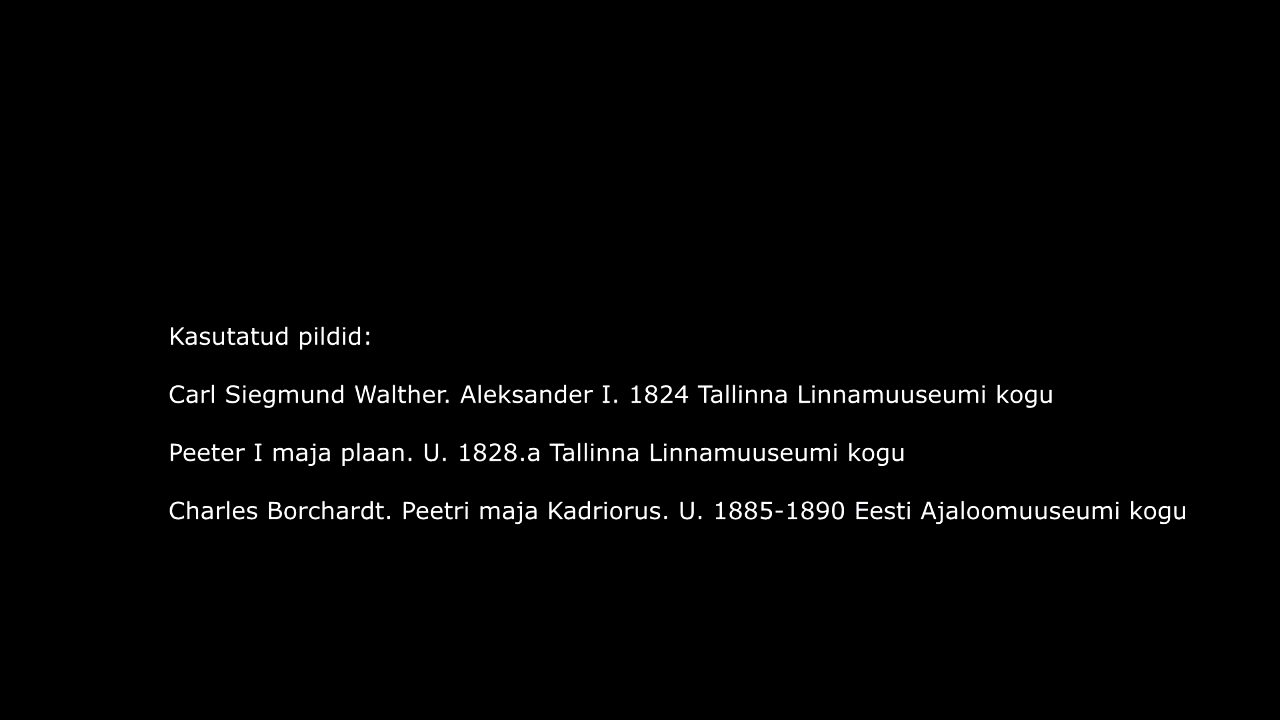 Kasutatud pildid:
Carl Siegmund Walther. Aleksander I. 1824 Tallinna Linnamuuseumi kogu
Peeter I maja plaan. U. 1828.a Tallinna Linnamuuseumi kogu
Charles Borchardt. Peetri maja Kadriorus. U. 1885-1890 Eesti Ajaloomuuseumi kogu